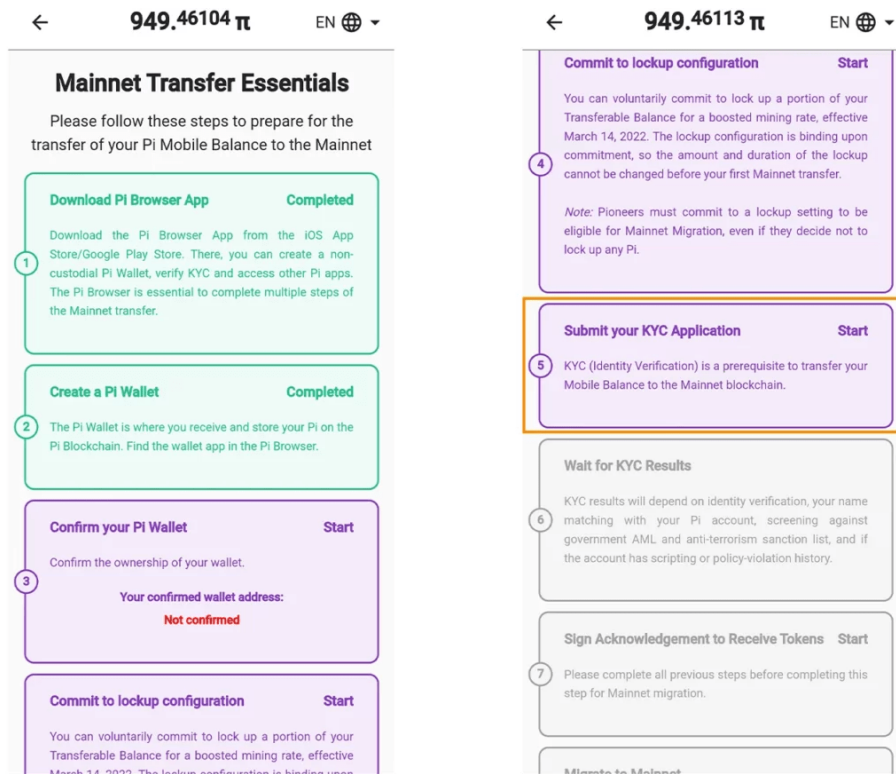 949.46104 π
EN
Mainnet Transfer Essentials
Please follow these steps to prepare for the
transfer of your Pi Mobile Balance to the Mainnet
Download Pi Browser App Completed
1
Download the Pi Browser App from the iOS App
Store/Google Play Store. There, you can create a non-
custodial Pi Wallet, verify KYC and access other Pi apps.
The Pi Browser is essential to complete multiple steps of
the Mainnet transfer.
Create a Pi Wallet Completed
2
The Pi Wallet is where you receive and store your Pi on the
Pi Blockchain. Find the wallet app in the Pi Browser.
Confirm your Pi Wallet Start
3
Confirm the ownership of your wallet.
Your confirmed wallet address:
Not confirmed
Commit to lockup configuration Start
You can voluntarily commit to lock up a portion of your
Transferable Balance for a boosted mining rate, effective
March 14, 2022. The lockup configuration is binding upon
949.46113 π
EN
Commit to lockup configuration Start
4
You can voluntarily commit to lock up a portion of your
Transferable Balance for a boosted mining rate, effective
March 14, 2022. The lockup configuration is binding upon
commitment, so the amount and duration of the lockup
cannot be changed before your first Mainnet transfer.
Note: Pioneers must commit to a lockup setting to be
eligible for Mainnet Migration, even if they decide not to
lock up any Pi.
Submit your KYC Application Start
5
KYC (Identity Verification) is a prerequisite to transfer your
Mobile Balance to the Mainnet blockchain.
Wait for KYC Results
6
KYC results will depend on identity verification, your name
matching with your Pi account, screening against
government AML and anti-terrorism sanction list, and if
the account has scripting or policy-violation history.
Sign Acknowledgement to Receive Tokens Start
7
Please complete all previous steps before completing this
step for Mainnet migration.
Migrate to Mainnet